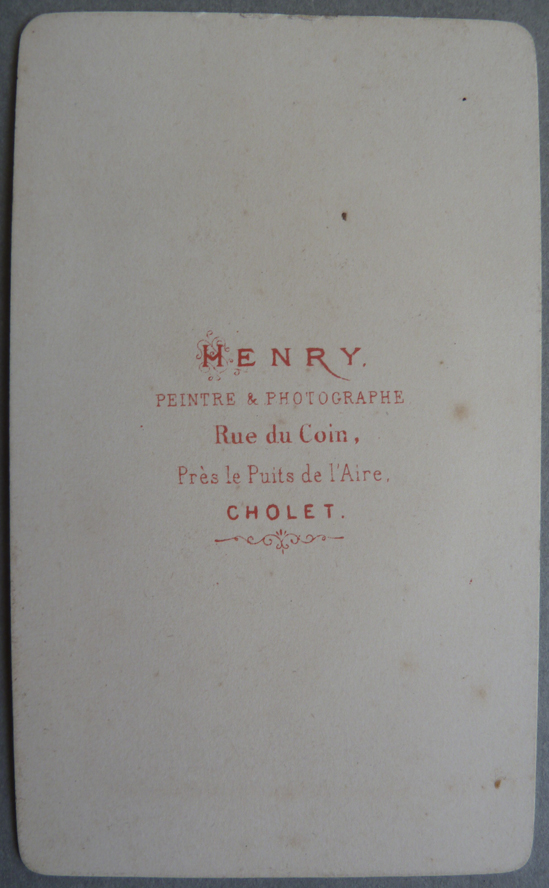 HENRY.
PEINTRE & PHOTOGRAPHE
Rue du Coin,
Près le Puits de l'Aire.
CHOLET.